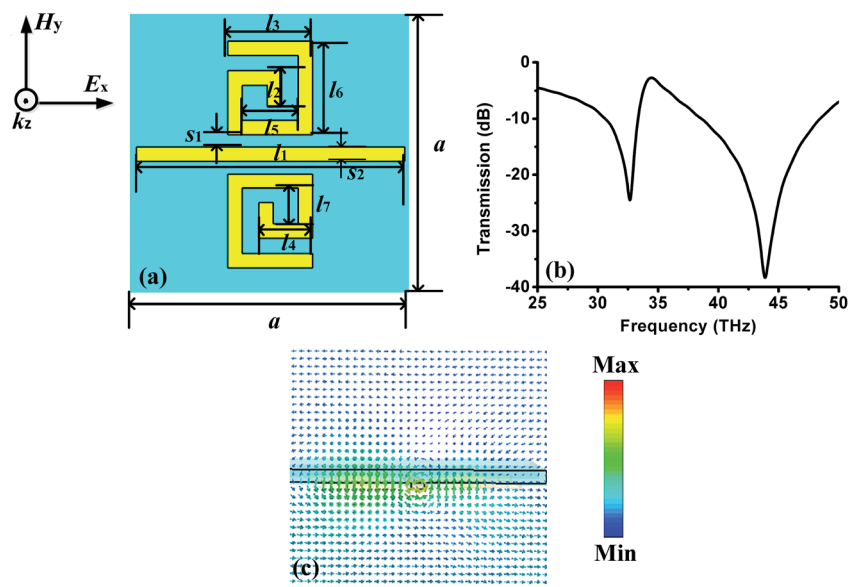 Hy
Ex
kz
l3
l2
l6
l5
s1
l1
s2
l7
l4
a
a
(a)
0
-10
-20
-30
-40
25
30
35
40
45
50
Transmission (dB)
Frequency (THz)
(b)
(c)
Max
Min